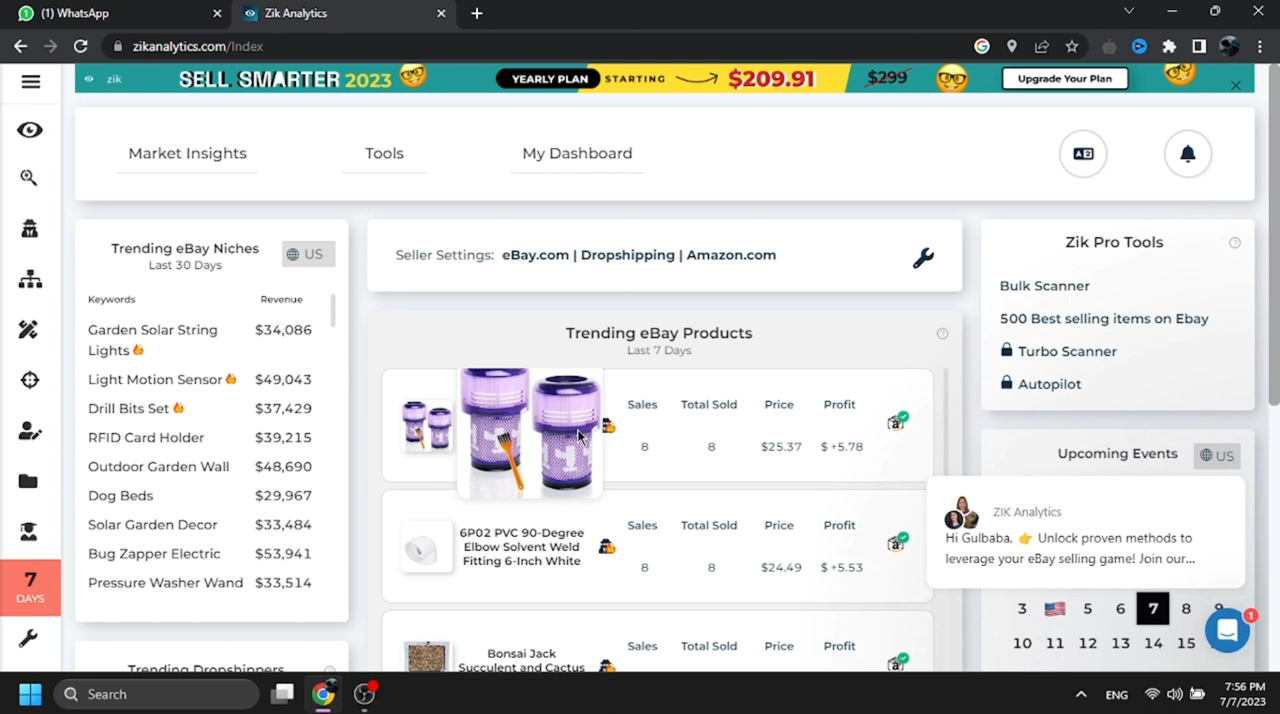 (1) WhatsApp
Zik Analytics
zikanalytics.com/Index
zik
SELL. SMARTER 2023
YEARLY PLAN
STARTING
$209.91
$299
Upgrade Your Plan
Market Insights
Tools
My Dashboard
Trending eBay Niches
Last 30 Days
US
Keywords
Revenue
Garden Solar String
Lights
$34,086
Light Motion Sensor
$49,043
Drill Bits Set
$37,429
RFID Card Holder
$39,215
Outdoor Garden Wall
$48,690
Dog Beds
$29,967
Solar Garden Decor
$33,484
Bug Zapper Electric
$53,941
Pressure Washer Wand
$33,514
Trending Dropshippers
Seller Settings: eBay.com | Dropshipping | Amazon.com
Trending eBay Products
Last 7 Days
Sales
Total Sold
Price
Profit
8
8
$25.37
$ +5.78
6P02 PVC 90-Degree
Elbow Solvent Weld
Fitting 6-Inch White
Sales
Total Sold
Price
Profit
8
8
$24.49
$ +5.53
Bonsai Jack
Succulent and Cactus
Sales
Total Sold
Price
Profit
Zik Pro Tools
Bulk Scanner
500 Best selling items on Ebay
Turbo Scanner
Autopilot
Upcoming Events
US
ZIK Analytics
Hi Gulbaba, 👉 Unlock proven methods to
leverage your eBay selling game! Join our...
3 5 6 7 8 9
10 11 12 13 14 15
1
7
DAYS
Search
ENG
7:56 PM
7/7/2023